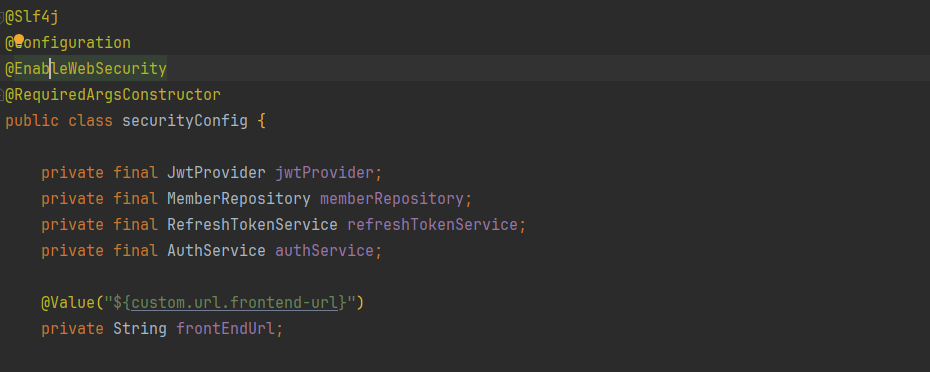 @Slf4j
@Configuration
@EnableWebSecurity
@RequiredArgsConstructor
public class securityConfig {
private final JwtProvider jwtProvider;
private final MemberRepository memberRepository;
private final RefreshTokenService refreshTokenService;
private final AuthService authService;
@Value("${custom.url.frontend-url}")
private String frontEndUrl;